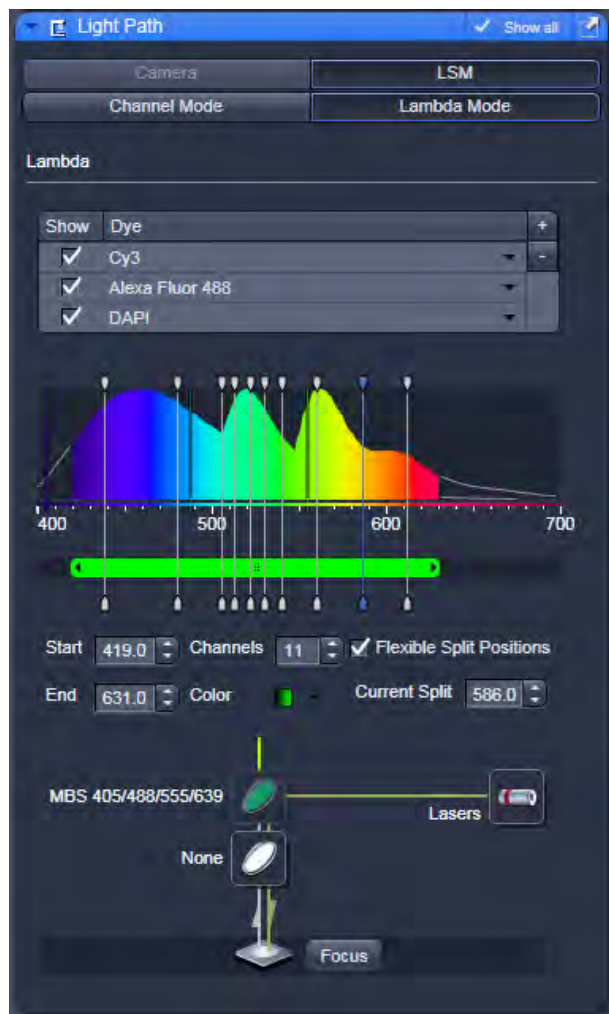 Light Path Show all
Camera LSM
Channel Mode Lambda Mode
Lambda
Show Dye +
Cy3 -
Alexa Fluor 488
DAPI
400 500 600 700
Start 419.0 Channels 11 Flexible Split Positions
End 631.0 Color Current Split 586.0
MBS 405/488/555/639
Lasers
None
Focus